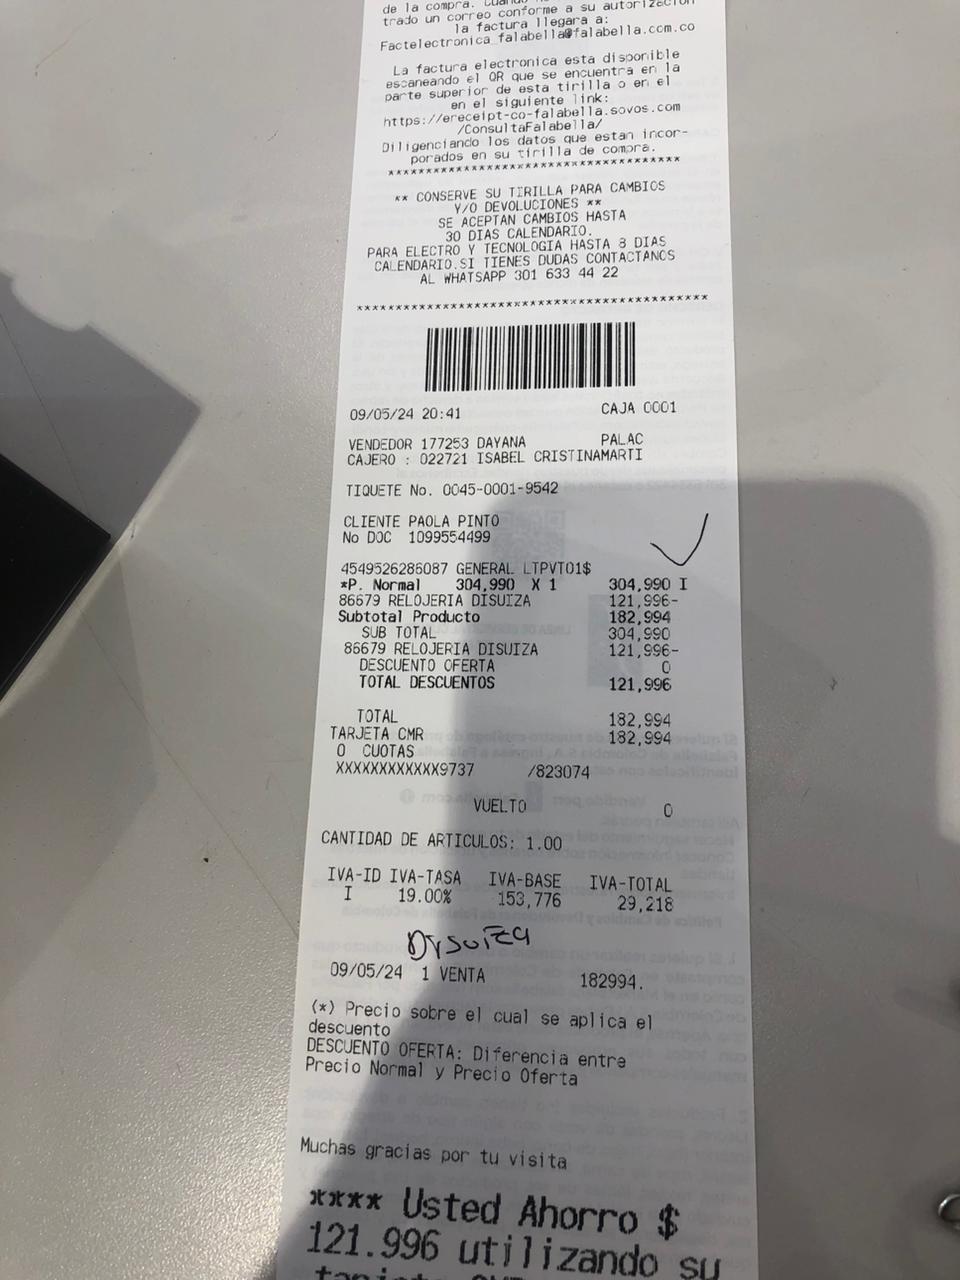 de la compra. Cuando
trado un correo conforme a su autorizacion
la factura llegara a:
Factelectronica_falabella@falabella.com.co
La factura electronica esta disponible
escaneando el QR que se encuentra en la
parte superior de esta tirilla o en el
en el siguiente link:
https://ereceipt-co-falabella.sovos.com
/ConsultaFalabella/
Diligenciando los datos que estan incor-
porados en su tirilla de compra.
****************************************
** CONSERVE SU TIRILLA PARA CAMBIOS
Y/O DEVOLUCIONES **
SE ACEPTAN CAMBIOS HASTA
30 DIAS CALENDARIO.
PARA ELECTRO Y TECNOLOGIA HASTA 8 DIAS
CALENDARIO.SI TIENES DUDAS CONTACTANOS
AL WHATSAPP 301 633 44 22
****************************************
09/05/24 20:41 CAJA 0001
VENDEDOR 177253 DAYANA PALAC
CAJERO : 022721 ISABEL CRISTINAMARTI
TIQUETE No. 0045-0001-9542
CLIENTE PAOLA PINTO
No DOC 1099554499
4549526286087 GENERAL LTPVT01$
*P. Normal 304,990 X 1 304,990 I
86679 RELOJERIA DISUIZA 121,996-
Subtotal Producto 182,994
SUB TOTAL 304,990
86679 RELOJERIA DISUIZA 121,996-
DESCUENTO OFERTA 0
TOTAL DESCUENTOS 121,996
TOTAL 182,994
TARJETA CMR 182,994
0 CUOTAS
XXXXXXXXXXXX9737 /823074
VUELTO 0
CANTIDAD DE ARTICULOS: 1.00
IVA-ID IVA-TASA IVA-BASE IVA-TOTAL
I 19.00% 153,776 29,218
Dysuiza
09/05/24 1 VENTA 182994.
(*) Precio sobre el cual se aplica el
descuento
DESCUENTO OFERTA: Diferencia entre
Precio Normal y Precio Oferta
Muchas gracias por tu visita
**** Usted Ahorro $
121.996 utilizando su